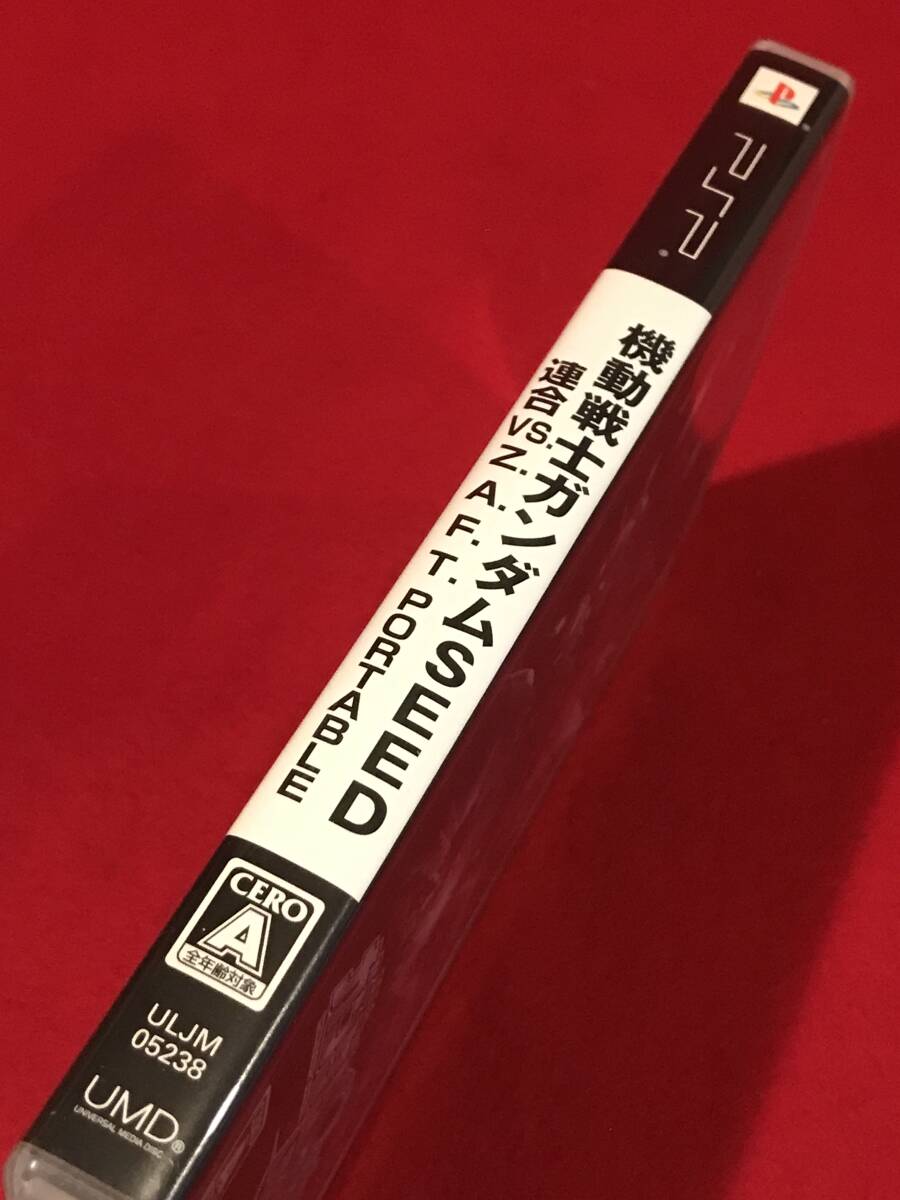 PSP
機動戦士ガンダムSEED
連合VS.Z.A.F.T. PORTABLE
CERO
A
全年齢対象
ULJM
05238
UMD®
UNIVERSAL MEDIA DISC